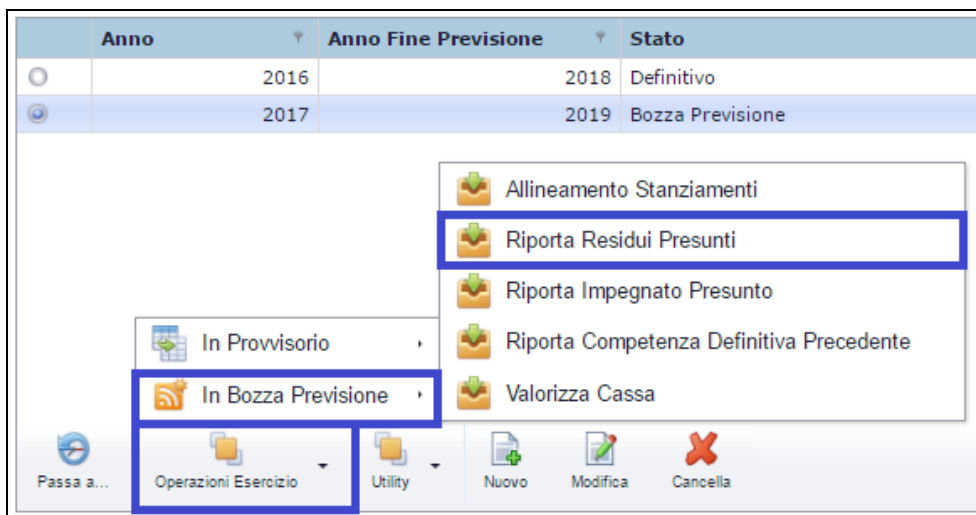 Anno Anno Fine Previsione Stato
2016 2018 Definitivo
2017 2019 Bozza Previsione
Allineamento Stanziamenti
Riporta Residui Presunti
Riporta Impegnato Presunto
In Provvisorio
Riporta Competenza Definitiva Precedente
In Bozza Previsione
Valorizza Cassa
Passa a... Operazioni Esercizio Utility Nuovo Modifica Cancella